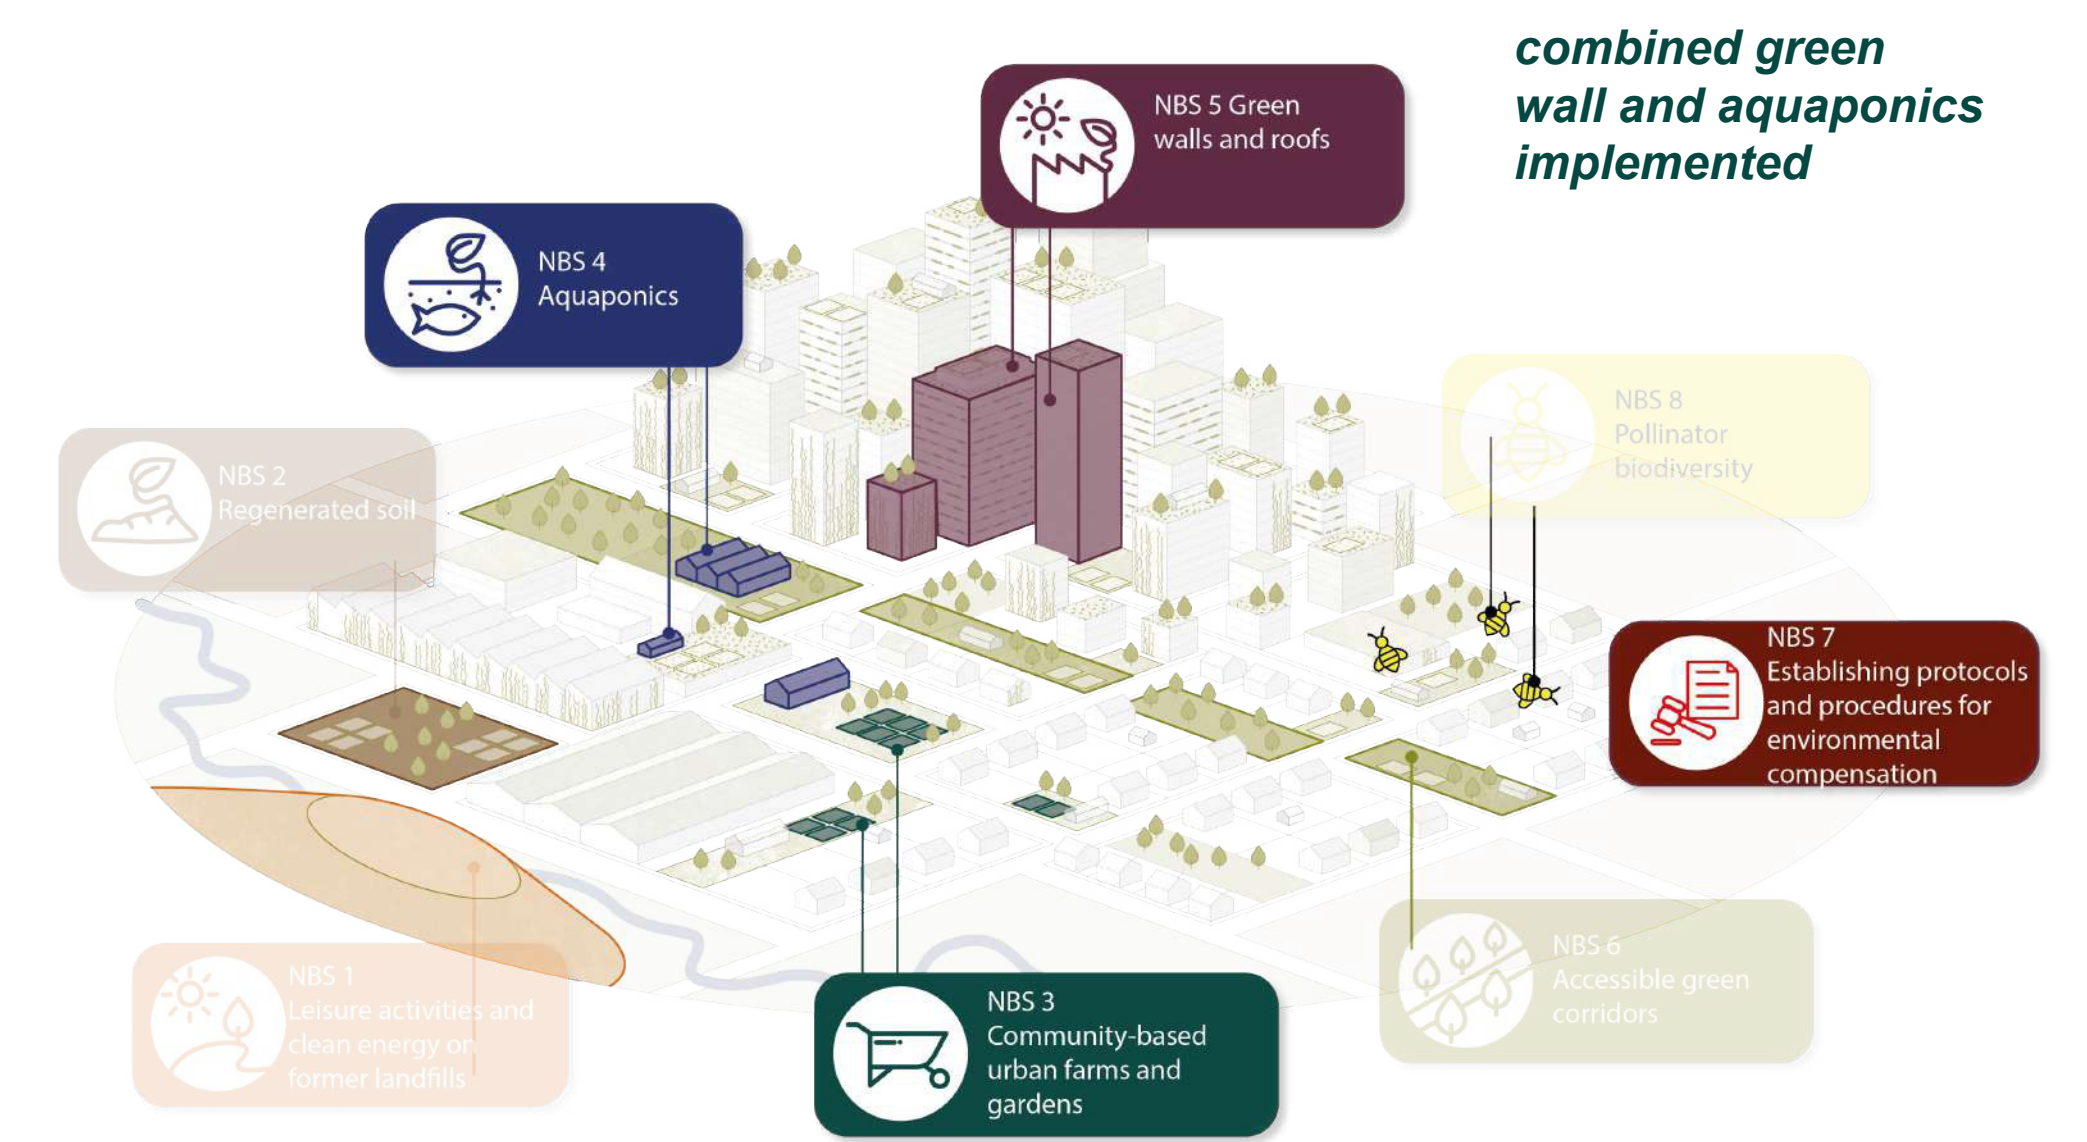 combined green
wall and aquaponics
implemented
NBS 5 Green
walls and roofs
NBS 4
Aquaponics
NBS 8
Pollinator
biodiversity
NBS 2
Regenerated soil
NBS 7
Establishing protocols
and procedures for
environmental
compensation
NBS 6
Accessible green
corridors
NBS 1
Leisure activities and
clean energy on
former landfills
NBS 3
Community-based
urban farms and
gardens